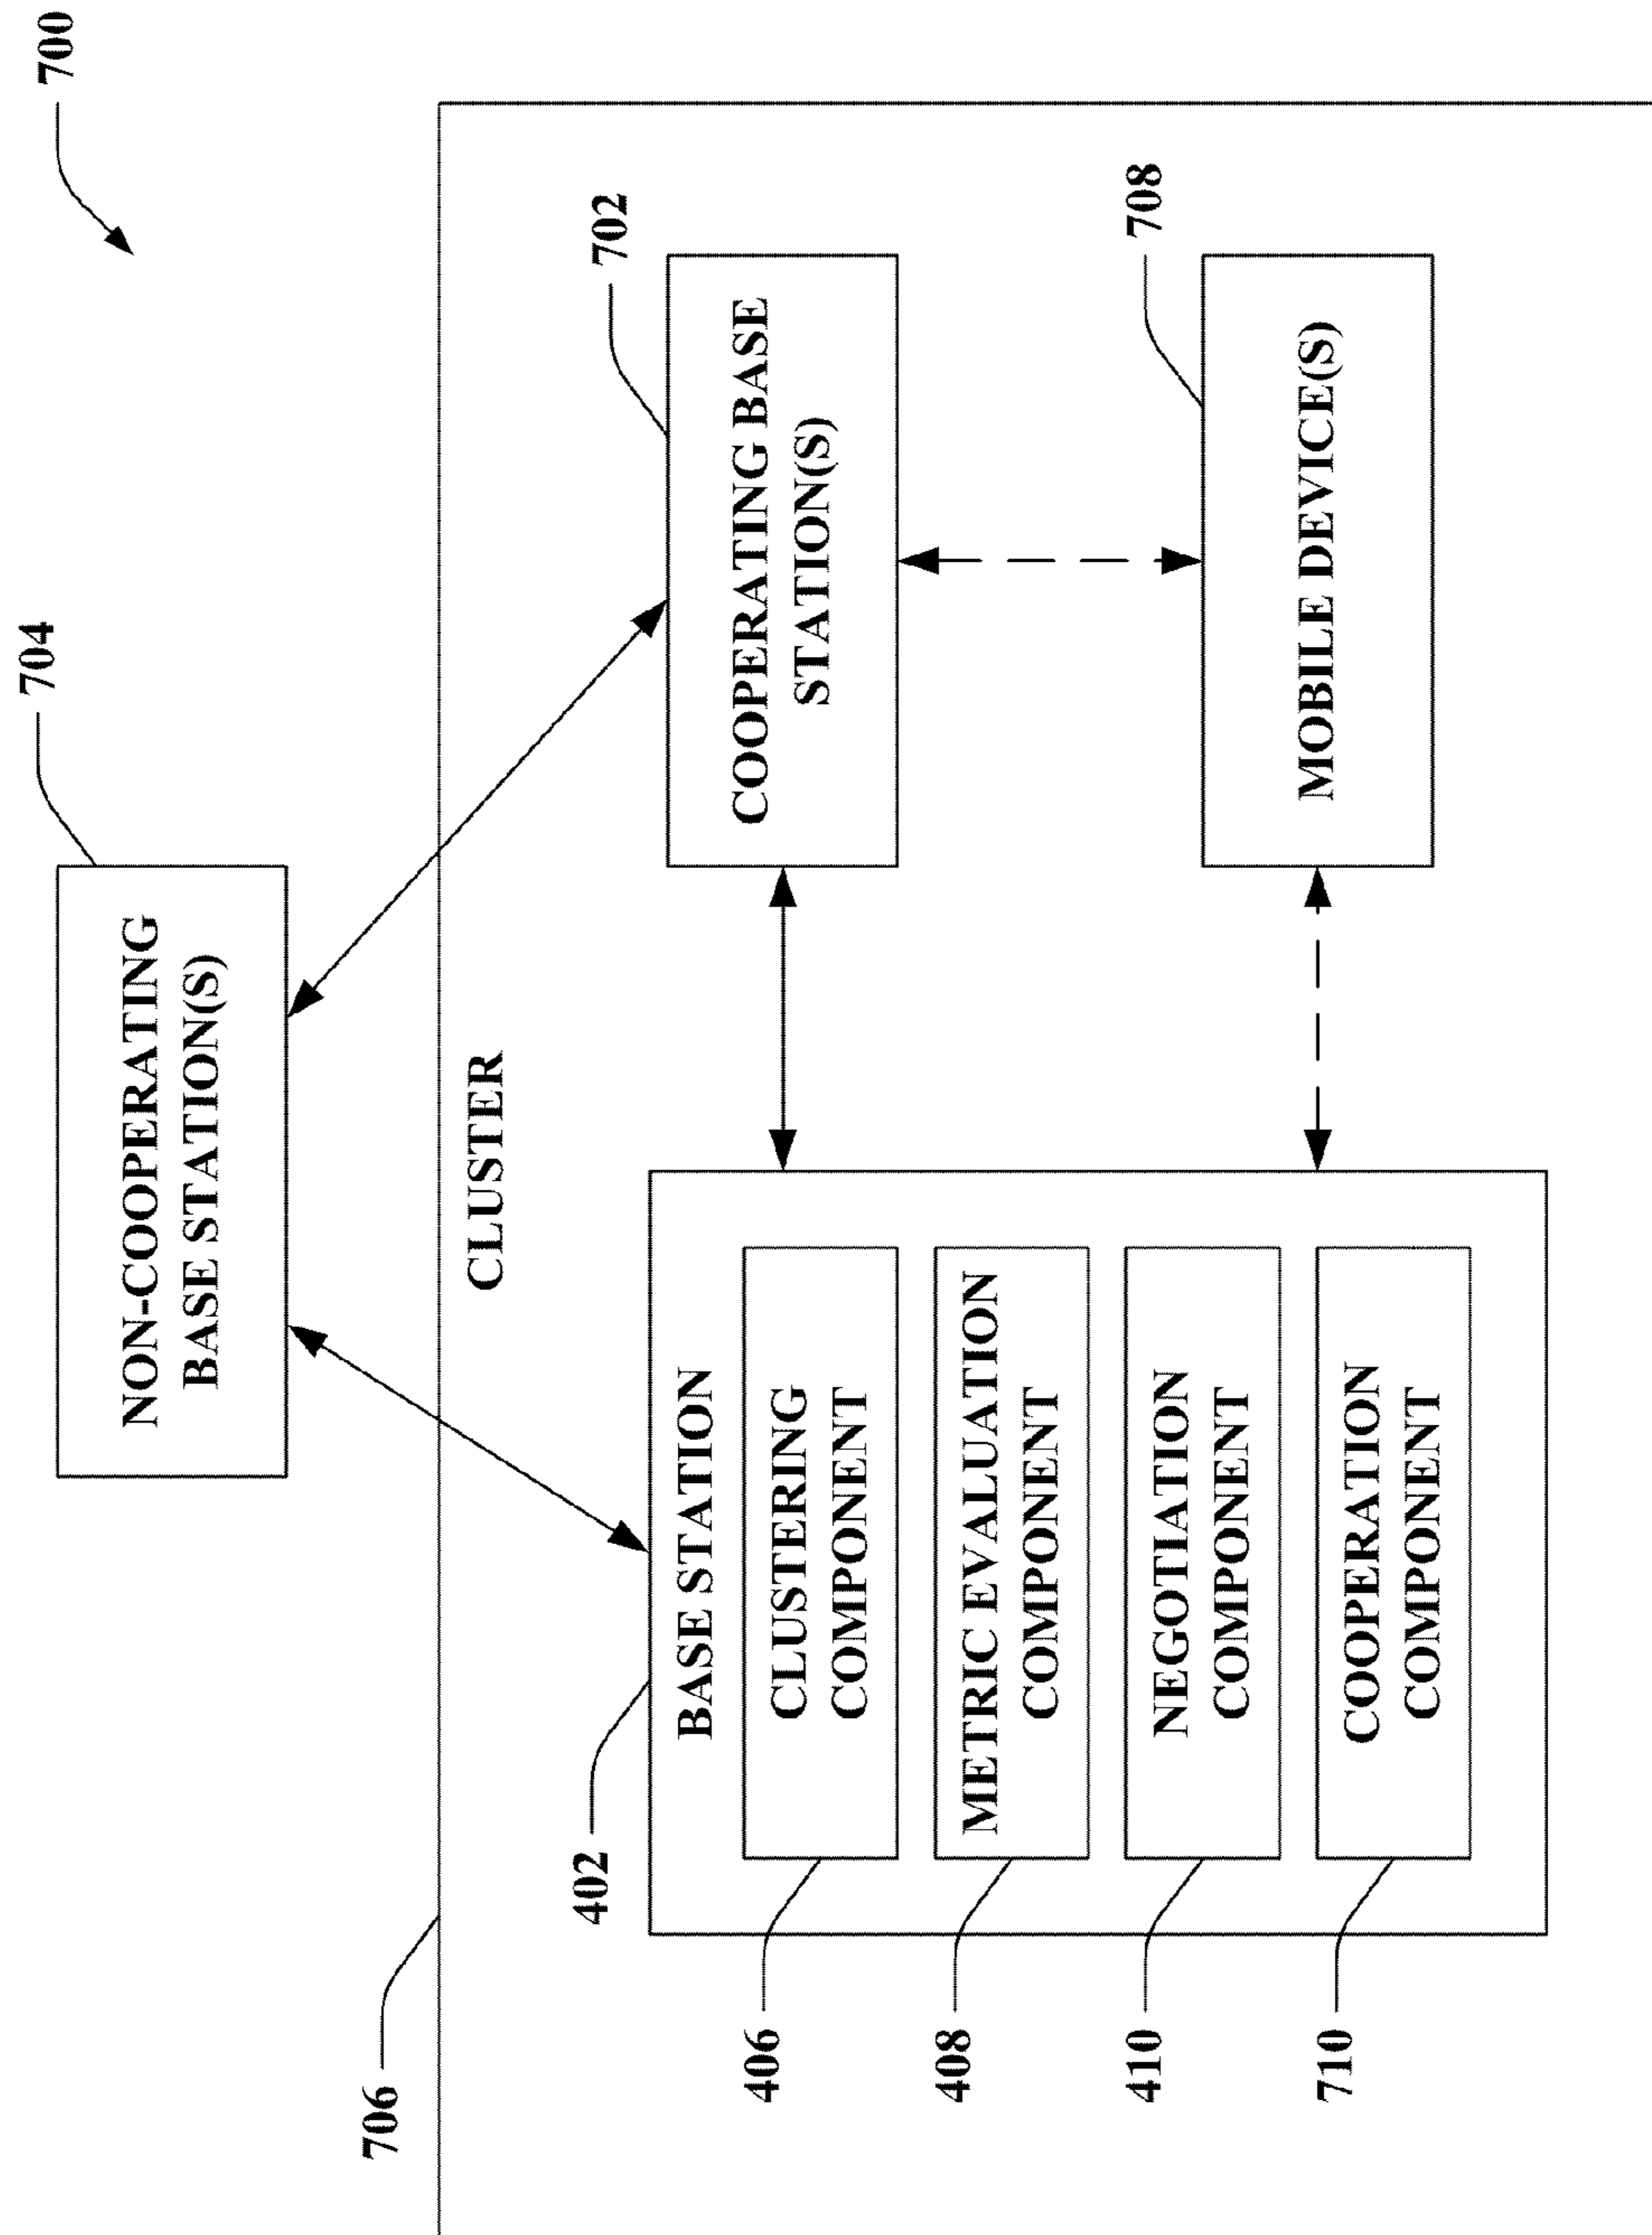 700
704
NON-COOPERATING
BASE STATION(S)
706
CLUSTER
402
BASE STATION
702
406
CLUSTERING
COMPONENT
COOPERATING BASE
STATION(S)
408
METRIC EVALUATION
COMPONENT
410
NEGOTIATION
COMPONENT
708
710
COOPERATION
COMPONENT
MOBILE DEVICE(S)